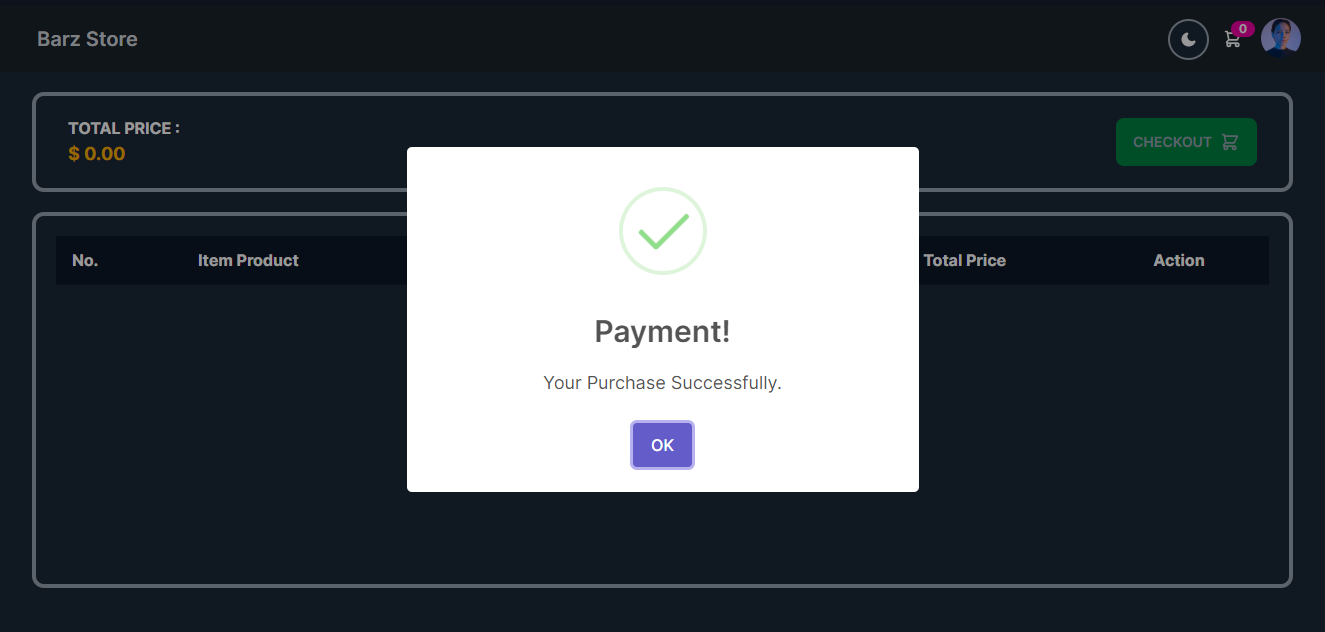 Barz Store
0
TOTAL PRICE :
$ 0.00
CHECKOUT
No. Item Product Total Price Action
Payment!
Your Purchase Successfully.
OK